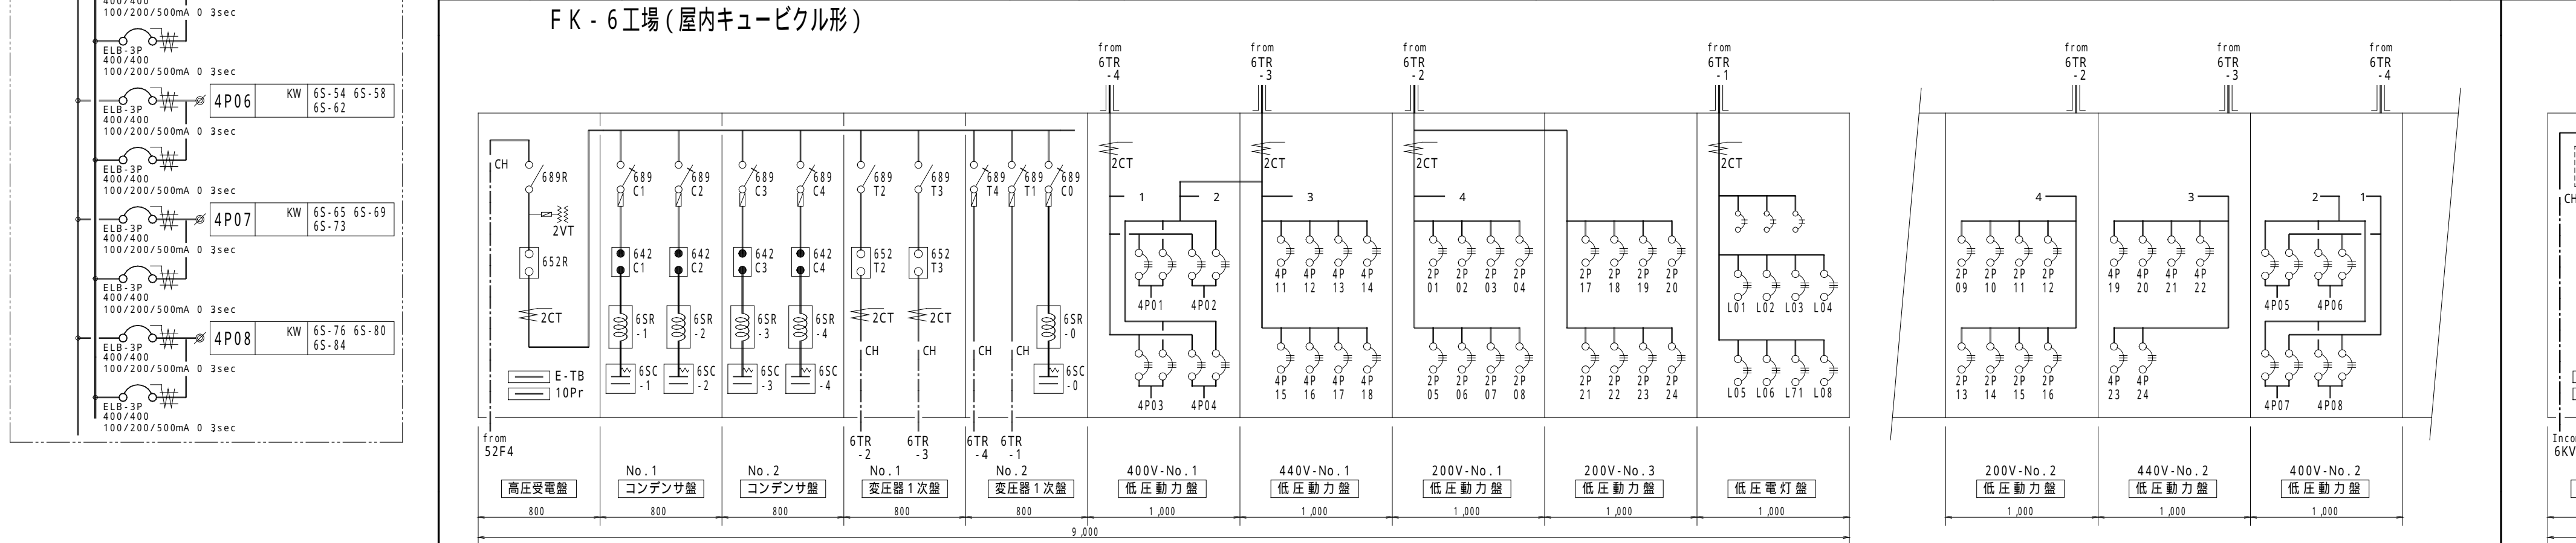 400/400
100/200/500mA 0 3sec
ELB-3P
400/400
100/200/500mA 0 3sec
4P06 KW 6S-54 6S-58
6S-62
ELB-3P
400/400
100/200/500mA 0 3sec
ELB-3P
400/400
100/200/500mA 0 3sec
4P07 KW 6S-65 6S-69
6S-73
ELB-3P
400/400
100/200/500mA 0 3sec
ELB-3P
400/400
100/200/500mA 0 3sec
4P08 KW 6S-76 6S-80
6S-84
ELB-3P
400/400
100/200/500mA 0 3sec
ELB-3P
400/400
100/200/500mA 0 3sec
FK-6工場(屋内キュービクル形)
from from from from from from from
6TR 6TR 6TR 6TR 6TR 6TR 6TR
-4 -3 -2 -1 -2 -3 -4
CH 2CT 2CT 2CT 2CT
689R 689 689 689 689 689 689 689 689 689
C1 C2 C3 C4 T2 T3 T4 T1 C0
1 2 3 4 4 3 2 1
2VT
652R 642 642 642 642 652 652
C1 C2 C3 C4 T2 T3
4P 4P 4P 4P 2P 2P 2P 2P 2P 2P 2P 2P 2P 2P 2P 2P 4P 4P 4P 4P
11 12 13 14 01 02 03 04 17 18 19 20 09 10 11 12 19 20 21 22
4P01 4P02 L01 L02 L03 L04 4P05 4P06
2CT 6SR 6SR 6SR 6SR 2CT 2CT 6SR
-1 -2 -3 -4 -0
CH CH CH CH
E-TB 6SC 6SC 6SC 6SC 6SC
-1 -2 -3 -4 -0
10Pr
4P 4P 4P 4P 2P 2P 2P 2P 2P 2P 2P 2P 2P 2P 2P 2P 4P 4P
15 16 17 18 05 06 07 08 21 22 23 24 13 14 15 16 23 24
4P03 4P04 L05 L06 L71 L08 4P07 4P08
from 6TR 6TR 6TR 6TR
52F4 -2 -3 -4 -1
No.1 No.2 No.1 No.2 400V-No.1 440V-No.1 200V-No.1 200V-No.3 200V-No.2 440V-No.2 400V-No.2
高圧受電盤 コンデンサ盤 コンデンサ盤 変圧器1次盤 変圧器1次盤 低圧動力盤 低圧動力盤 低圧動力盤 低圧動力盤 低圧電灯盤 低圧動力盤 低圧動力盤 低圧動力盤
800 800 800 800 800 1,000 1,000 1,000 1,000 1,000 1,000 1,000 1,000
9,000
6KV